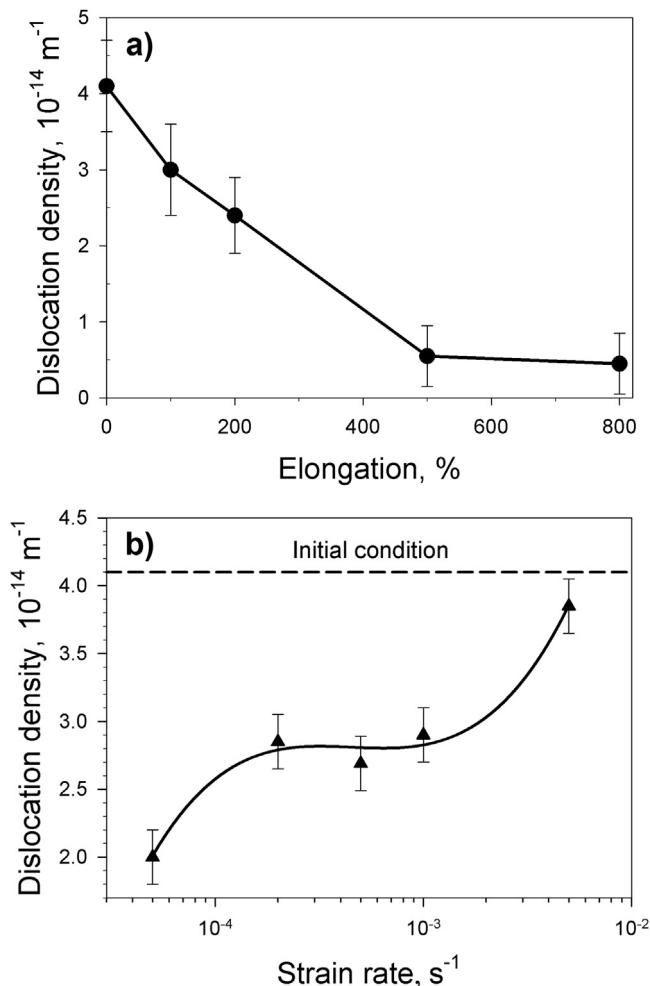 a)
5
4
3
2
1
0
Dislocation density, 10⁻¹⁴ m⁻¹
0 200 400 600 800
Elongation, %
b)
Initial condition
4.5
4.0
3.5
3.0
2.5
2.0
Dislocation density, 10⁻¹⁴ m⁻¹
10⁻⁴ 10⁻³ 10⁻²
Strain rate, s⁻¹